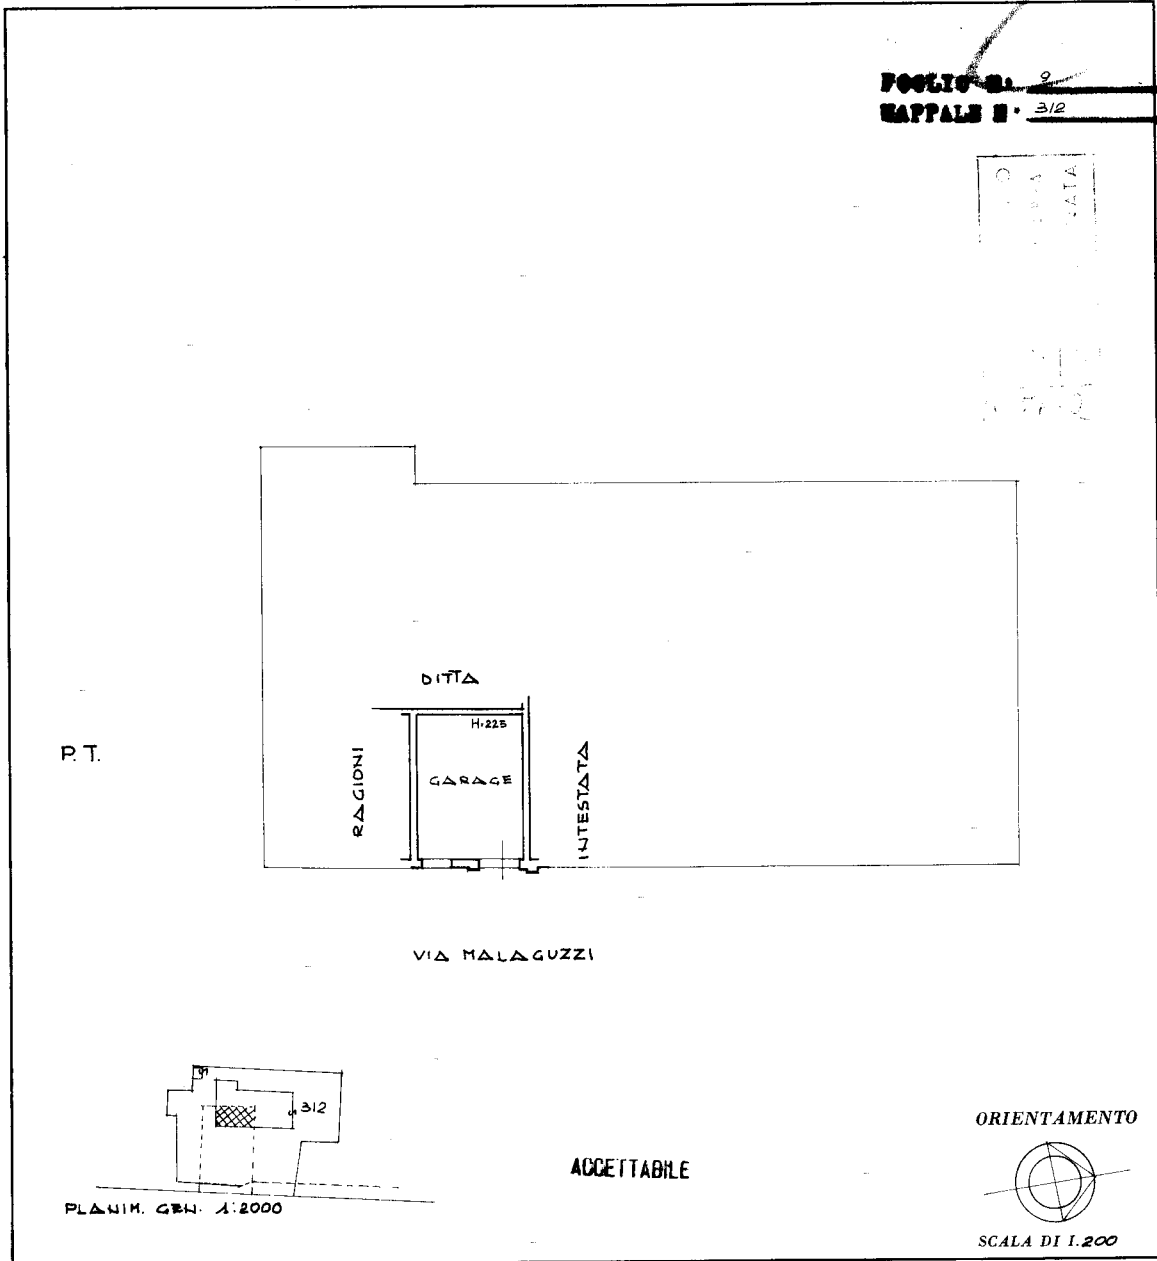 FOGLIO N. 9
MAPPALE N. 312
DITTA
H.225
P. T.
RAGIONI
GARAGE
INTESTATA
VIA MALAGUZZI
312
PLANIM. GEN. 1:2000
ACCETTABILE
ORIENTAMENTO
SCALA DI 1.200